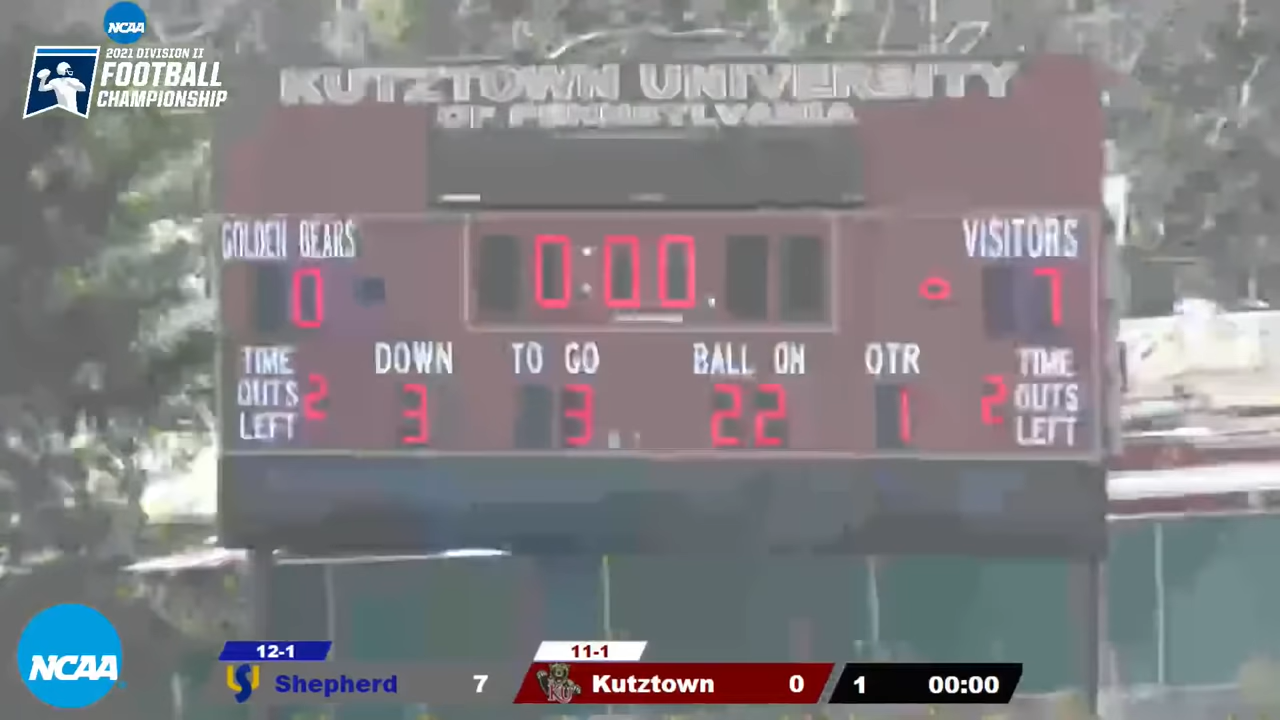 NCAA
2021 DIVISION II
FOOTBALL
CHAMPIONSHIP
KUTZTOWN UNIVERSITY
OF PENNSYLVANIA
GOLDEN BEARS
0:00.
VISITORS
0
7
TIME OUTS LEFT 2
DOWN 3
TO GO 3
BALL ON 22
QTR 1
2 TIME OUTS LEFT
NCAA
12-1
Shepherd 7
11-1
KU
Kutztown 0
1 00:00